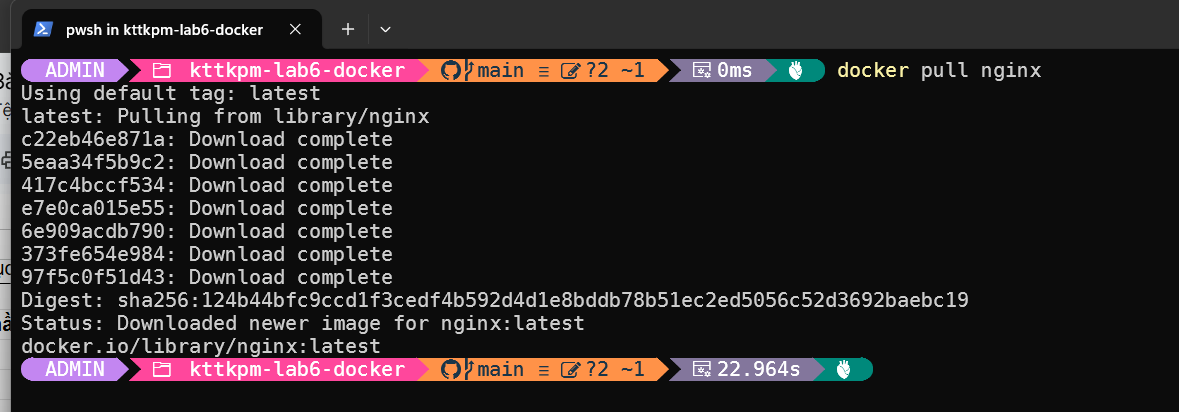 pwsh in kttkpm-lab6-docker
ADMIN kttkpm-lab6-docker main ≡ ?2 ~1 0ms docker pull nginx
Using default tag: latest
latest: Pulling from library/nginx
c22eb46e871a: Download complete
5eaa34f5b9c2: Download complete
417c4bccf534: Download complete
e7e0ca015e55: Download complete
6e909acdb790: Download complete
373fe654e984: Download complete
97f5c0f51d43: Download complete
Digest: sha256:124b44bfc9ccd1f3cedf4b592d4d1e8bddb78b51ec2ed5056c52d3692baebc19
Status: Downloaded newer image for nginx:latest
docker.io/library/nginx:latest
ADMIN kttkpm-lab6-docker main ≡ ?2 ~1 22.964s